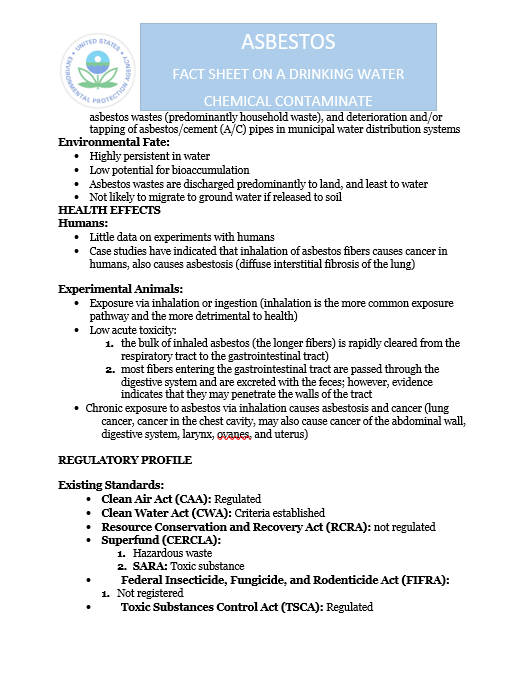 UNITED STATES
ENVIRONMENTAL PROTECTION AGENCY
ASBESTOS
FACT SHEET ON A DRINKING WATER
CHEMICAL CONTAMINATE
asbestos wastes (predominantly household waste), and deterioration and/or
tapping of asbestos/cement (A/C) pipes in municipal water distribution systems
Environmental Fate:
• Highly persistent in water
• Low potential for bioaccumulation
• Asbestos wastes are discharged predominantly to land, and least to water
• Not likely to migrate to ground water if released to soil
HEALTH EFFECTS
Humans:
• Little data on experiments with humans
• Case studies have indicated that inhalation of asbestos fibers causes cancer in
humans, also causes asbestosis (diffuse interstitial fibrosis of the lung)
Experimental Animals:
• Exposure via inhalation or ingestion (inhalation is the more common exposure
pathway and the more detrimental to health)
• Low acute toxicity:
1. the bulk of inhaled asbestos (the longer fibers) is rapidly cleared from the
respiratory tract to the gastrointestinal tract)
2. most fibers entering the gastrointestinal tract are passed through the
digestive system and are excreted with the feces; however, evidence
indicates that they may penetrate the walls of the tract
• Chronic exposure to asbestos via inhalation causes asbestosis and cancer (lung
cancer, cancer in the chest cavity, may also cause cancer of the abdominal wall,
digestive system, larynx, ovanes, and uterus)
REGULATORY PROFILE
Existing Standards:
• Clean Air Act (CAA): Regulated
• Clean Water Act (CWA): Criteria established
• Resource Conservation and Recovery Act (RCRA): not regulated
• Superfund (CERCLA):
1. Hazardous waste
2. SARA: Toxic substance
• Federal Insecticide, Fungicide, and Rodenticide Act (FIFRA):
1. Not registered
• Toxic Substances Control Act (TSCA): Regulated